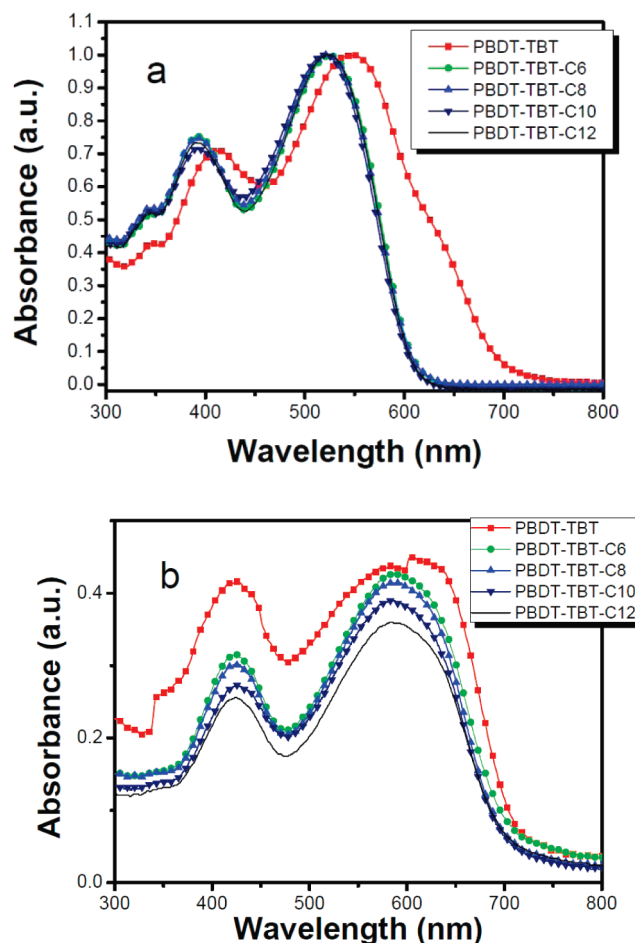 a
PBDT-TBT
PBDT-TBT-C6
PBDT-TBT-C8
PBDT-TBT-C10
PBDT-TBT-C12
Absorbance (a.u.)
1.0
0.9
0.8
0.7
0.6
0.5
0.4
0.3
0.2
0.1
0.0
300 400 500 600 700 800
Wavelength (nm)
b
PBDT-TBT
PBDT-TBT-C6
PBDT-TBT-C8
PBDT-TBT-C10
PBDT-TBT-C12
Absorbance (a.u.)
0.4
0.2
0.0
300 400 500 600 700 800
Wavelength (nm)